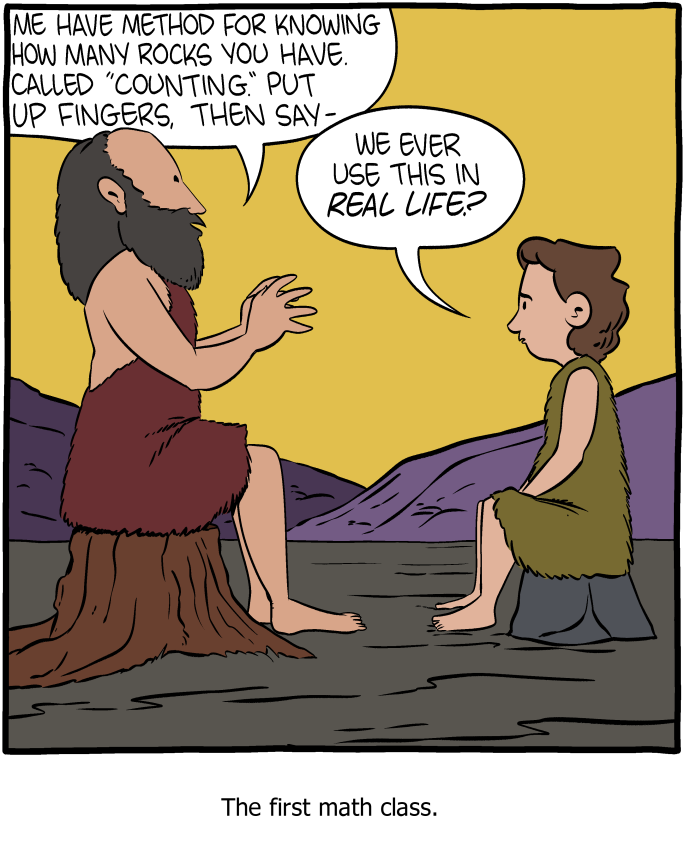 ME HAVE METHOD FOR KNOWING
HOW MANY ROCKS YOU HAVE.
CALLED "COUNTING." PUT
UP FINGERS, THEN SAY-
WE EVER
USE THIS IN
REAL LIFE?
The first math class.